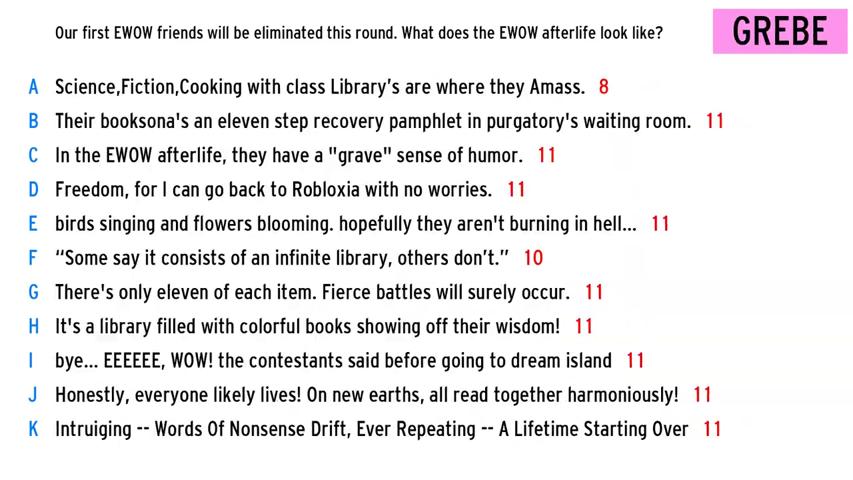 Our first EWOW friends will be eliminated this round. What does the EWOW afterlife look like?
GREBE
A Science,Fiction,Cooking with class Library's are where they Amass. 8
B Their booksona's an eleven step recovery pamphlet in purgatory's waiting room. 11
C In the EWOW afterlife, they have a "grave" sense of humor. 11
D Freedom, for I can go back to Robloxia with no worries. 11
E birds singing and flowers blooming. hopefully they aren't burning in hell... 11
F “Some say it consists of an infinite library, others don’t.” 10
G There's only eleven of each item. Fierce battles will surely occur. 11
H It's a library filled with colorful books showing off their wisdom! 11
I bye... EEEEEE, WOW! the contestants said before going to dream island 11
J Honestly, everyone likely lives! On new earths, all read together harmoniously! 11
K Intruiging -- Words Of Nonsense Drift, Ever Repeating -- A Lifetime Starting Over 11